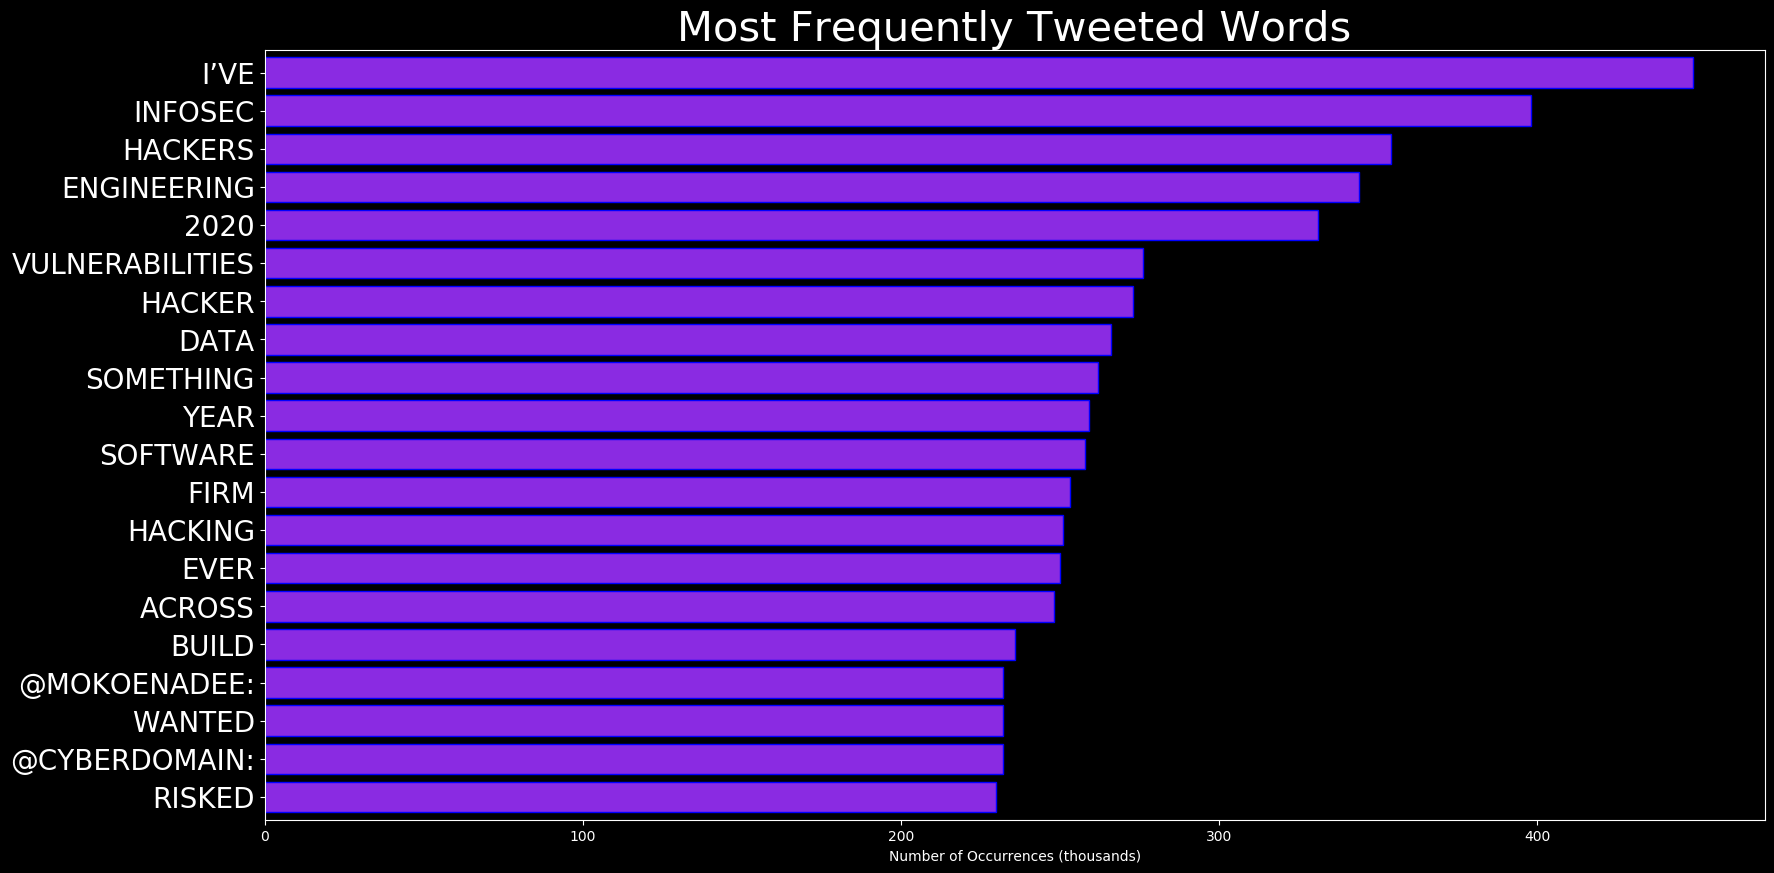 Most Frequently Tweeted Words
I’VE
INFOSEC
HACKERS
ENGINEERING
2020
VULNERABILITIES
HACKER
DATA
SOMETHING
YEAR
SOFTWARE
FIRM
HACKING
EVER
ACROSS
BUILD
@MOKOENADEE:
WANTED
@CYBERDOMAIN:
RISKED
0 100 200 300 400
Number of Occurrences (thousands)